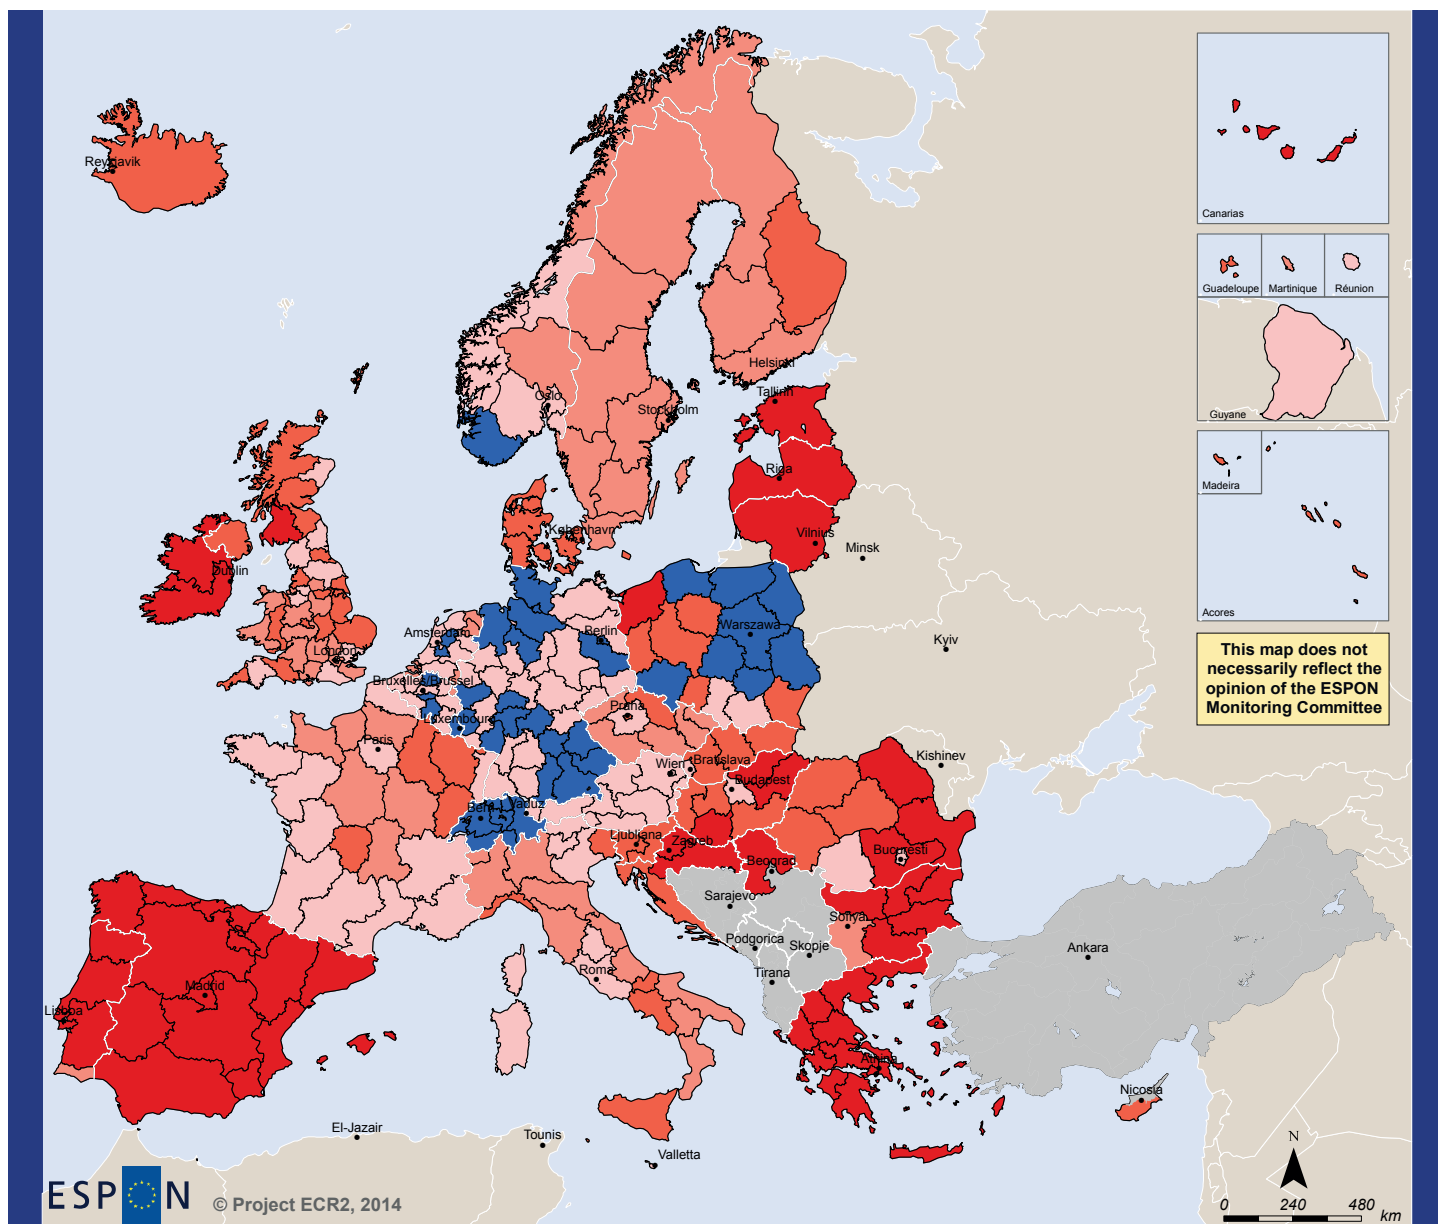 Reykjavik
Canarias
Guadeloupe
Martinique
Réunion
Guyane
Madeira
Acores
Helsinki
Tallinn
Oslo
Stockholm
Riga
København
Vilnius
Minsk
Dublin
Amsterdam
Berlin
Warszawa
London
Kyiv
Bruxelles/Brussel
Luxembourg
Praha
Paris
Wien
Bratislava
Kishinev
Budapest
Bern
Vaduz
Ljubljana
Zagreb
Beograd
Bucuresti
Sarajevo
Sofiya
Podgorica
Skopje
Ankara
Roma
Tirana
Madrid
Lisboa
Athina
Nicosia
El-Jazair
Tounis
Valletta
This map does not
necessarily reflect the
opinion of the ESPON
Monitoring Committee
N
0 240 480
km
ESPON
© Project ECR2, 2014